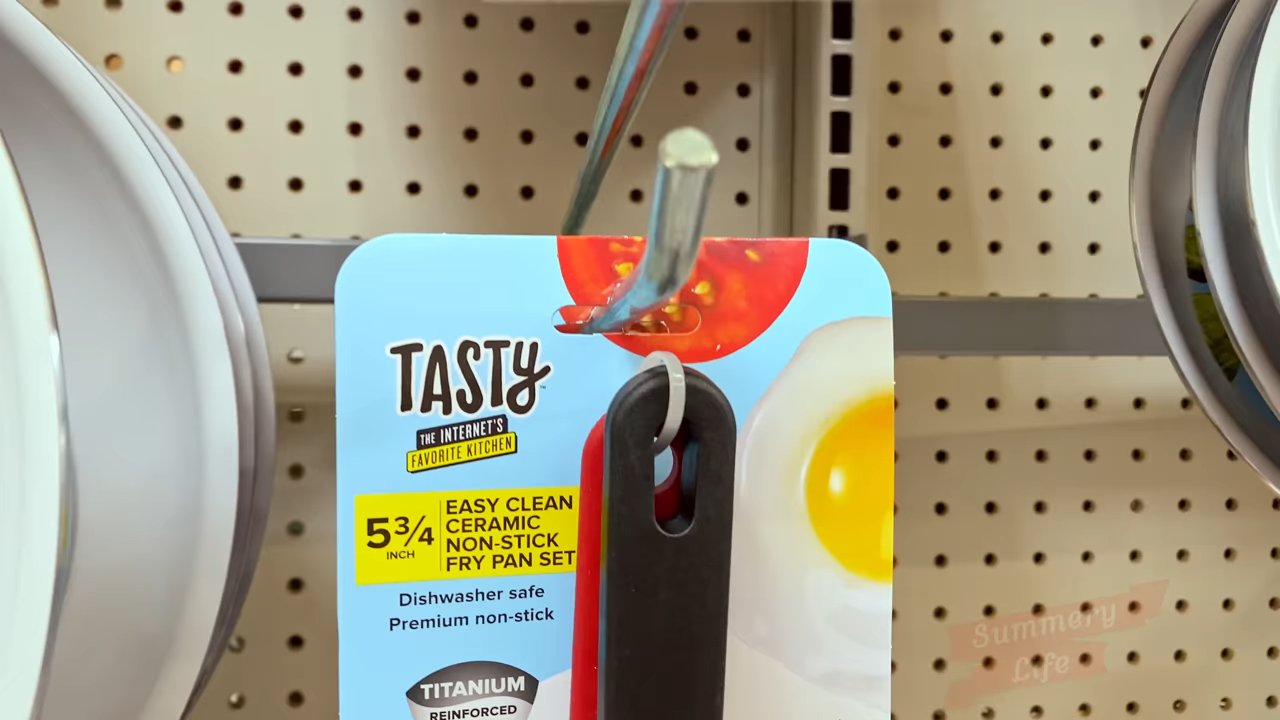 TASTY
THE INTERNET'S
FAVORITE KITCHEN
5¾
INCH
EASY CLEAN
CERAMIC
NON-STICK
FRY PAN SET
Dishwasher safe
Premium non-stick
TITANIUM
REINFORCED
Summery
Life